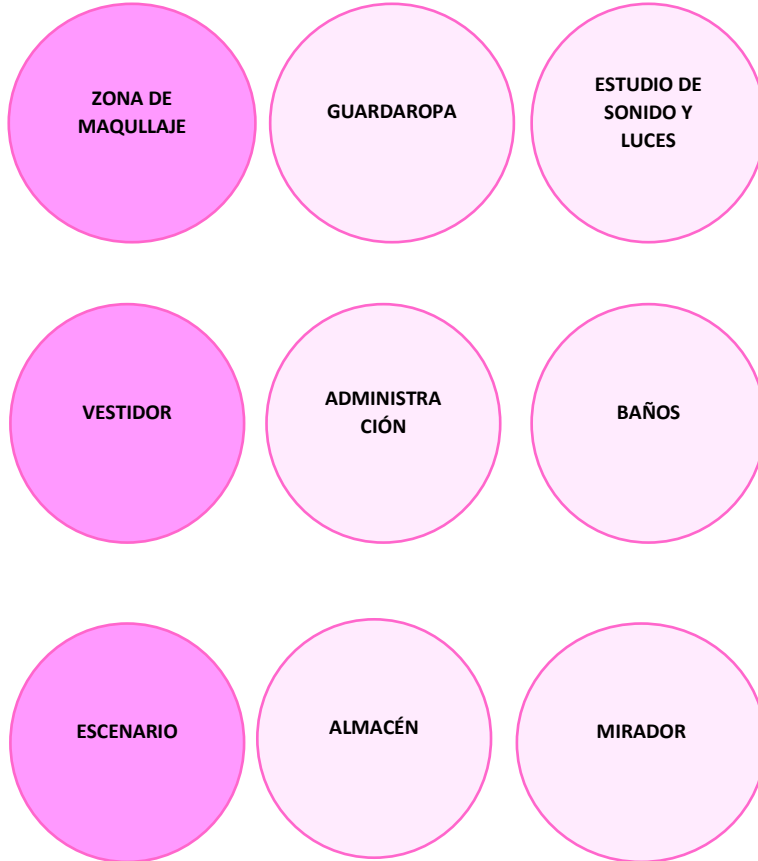 ZONA DE
MAQULLAJE
GUARDAROPA
ESTUDIO DE
SONIDO Y
LUCES
VESTIDOR
ADMINISTRA
CIÓN
BAÑOS
ESCENARIO
ALMACÉN
MIRADOR